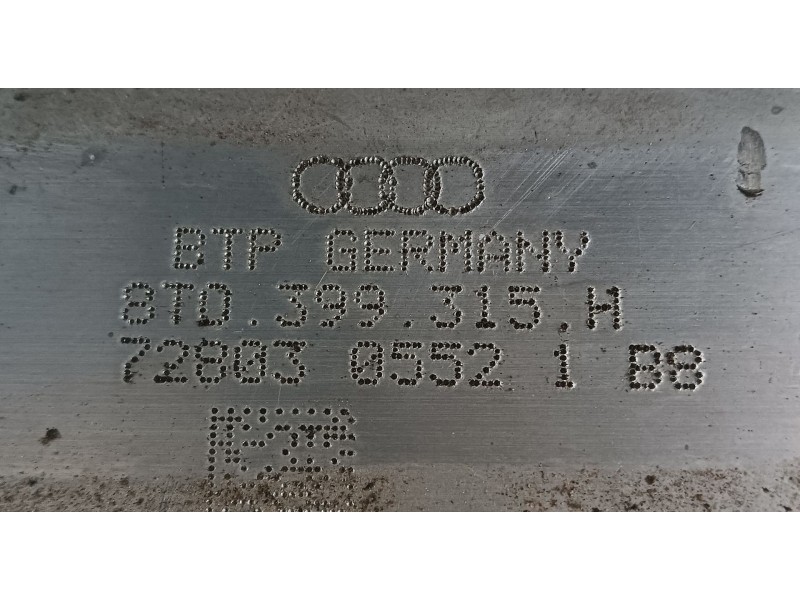 BTP GERMANY
8T0.399.315.H
72803 0552 1 B8